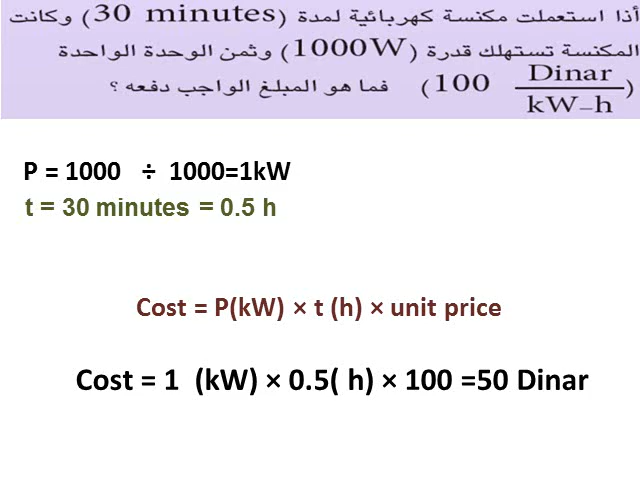 أذا استعملت مكنسة كهربائية لمدة (30 minutes) وكانت
المكنسة تستهلك قدرة (1000W) وثمن الوحدة الواحدة
(100 Dinar/kW-h) فما هو المبلغ الواجب دفعه ؟
P = 1000 ÷ 1000=1kW
t = 30 minutes = 0.5 h
Cost = P(kW) × t (h) × unit price
Cost = 1 (kW) × 0.5( h) × 100 =50 Dinar